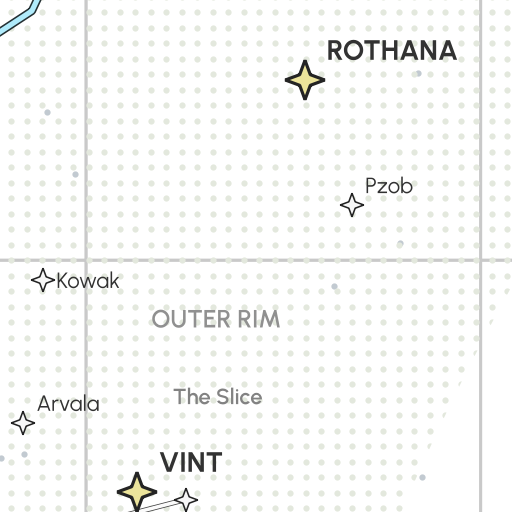 ROTHANA
Pzob
Kowak
OUTER RIM
The Slice
Arvala
VINT